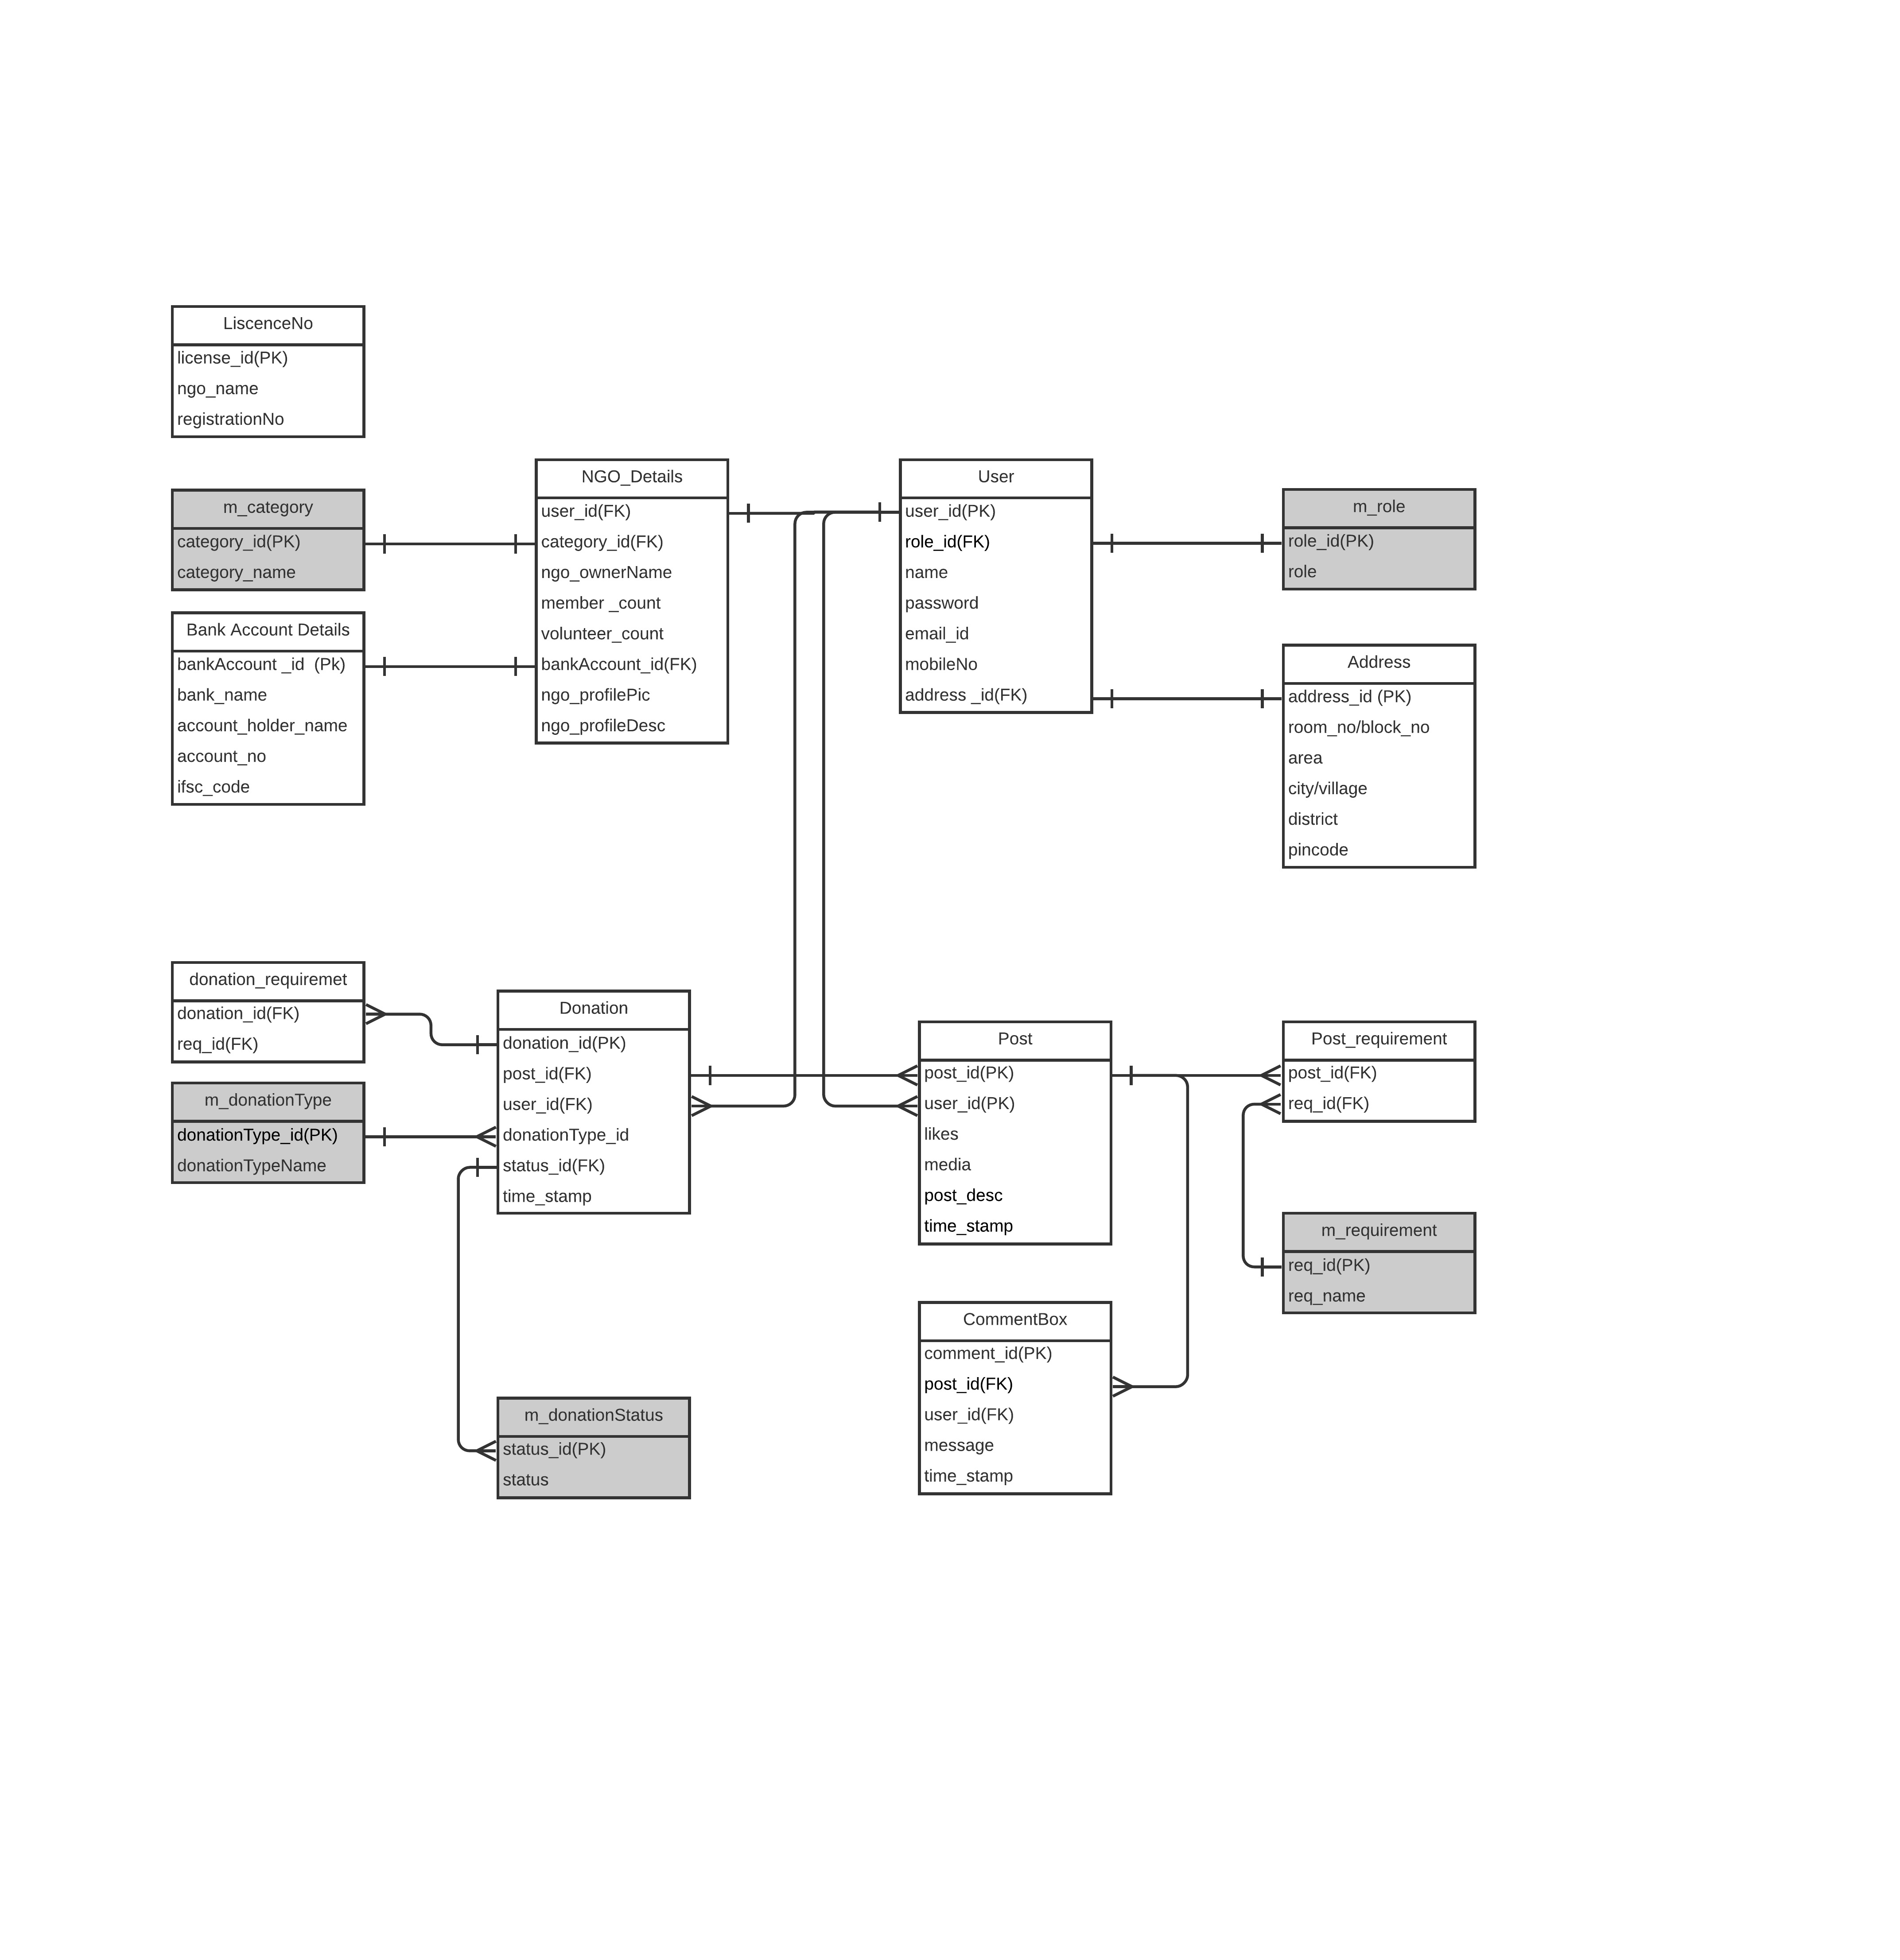 LiscenceNo
license_id(PK)
ngo_name
registrationNo
m_category
category_id(PK)
category_name
Bank Account Details
bankAccount _id  (Pk)
bank_name
account_holder_name
account_no
ifsc_code
NGO_Details
user_id(FK)
category_id(FK)
ngo_ownerName
member _count
volunteer_count
bankAccount_id(FK)
ngo_profilePic
ngo_profileDesc
User
user_id(PK)
role_id(FK)
name
password
email_id
mobileNo
address _id(FK)
m_role
role_id(PK)
role
Address
address_id (PK)
room_no/block_no
area
city/village
district
pincode
donation_requiremet
donation_id(FK)
req_id(FK)
m_donationType
donationType_id(PK)
donationTypeName
Donation
donation_id(PK)
post_id(FK)
user_id(FK)
donationType_id
status_id(FK)
time_stamp
Post
post_id(PK)
user_id(PK)
likes
media
post_desc
time_stamp
Post_requirement
post_id(FK)
req_id(FK)
m_requirement
req_id(PK)
req_name
CommentBox
comment_id(PK)
post_id(FK)
user_id(FK)
message
time_stamp
m_donationStatus
status_id(PK)
status